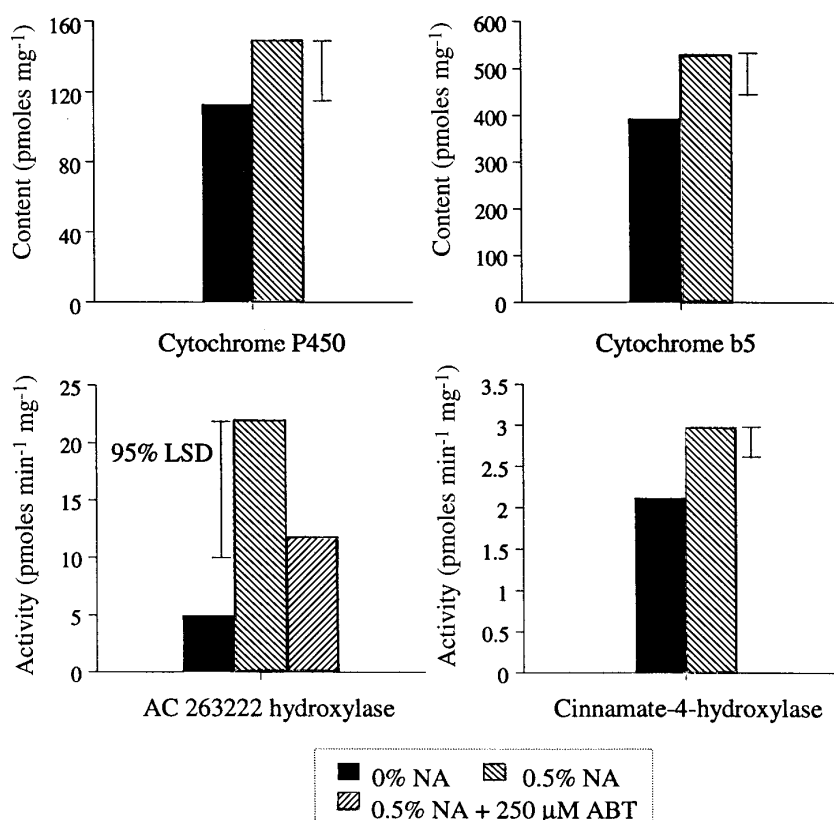 Content (pmoles mg-1)
160
120
80
40
0
Cytochrome P450
Content (pmoles mg-1)
600
500
400
300
200
100
0
Cytochrome b5
Activity (pmoles min-1 mg-1)
25
20
15
10
5
0
95% LSD
AC 263222 hydroxylase
Activity (pmoles min-1 mg-1)
3.5
3
2.5
2
1.5
1
0.5
0
Cinnamate-4-hydroxylase
0% NA
0.5% NA
0.5% NA + 250 µM ABT